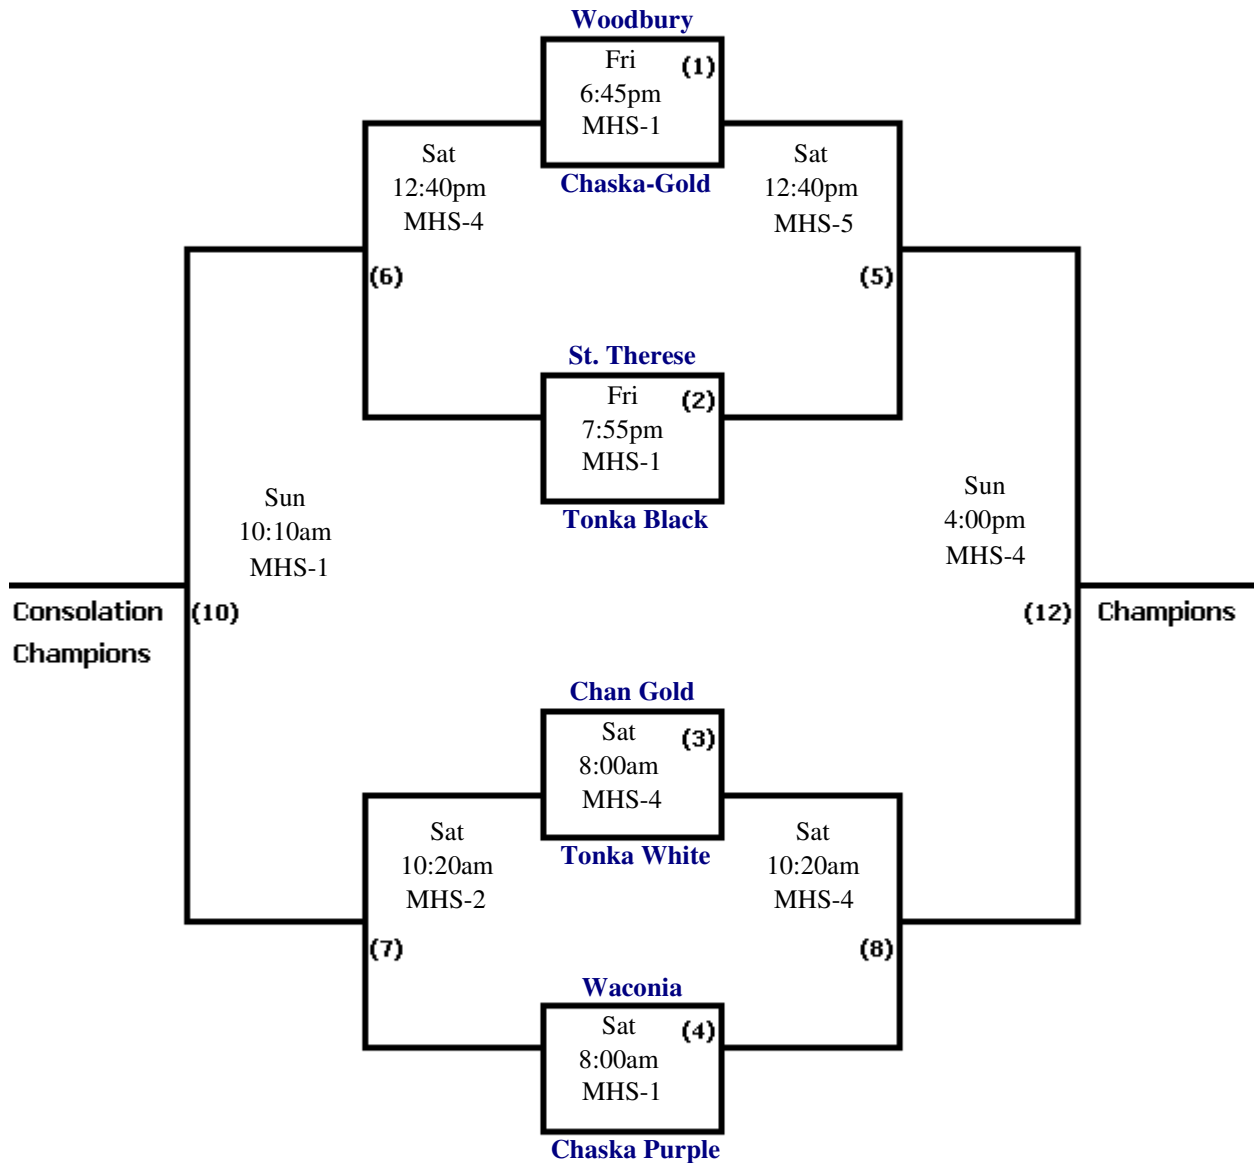 Woodbury
Fri (1)
6:45pm
MHS-1
Chaska-Gold
Sat
12:40pm
MHS-4
(6)
Sat
12:40pm
MHS-5
(5)
St. Therese
Fri (2)
7:55pm
MHS-1
Tonka Black
Sun
10:10am
MHS-1
Consolation
Champions
(10)
Sun
4:00pm
MHS-4
(12)
Champions
Chan Gold
Sat (3)
8:00am
MHS-4
Tonka White
Sat
10:20am
MHS-2
(7)
Sat
10:20am
MHS-4
(8)
Waconia
Sat (4)
8:00am
MHS-1
Chaska Purple